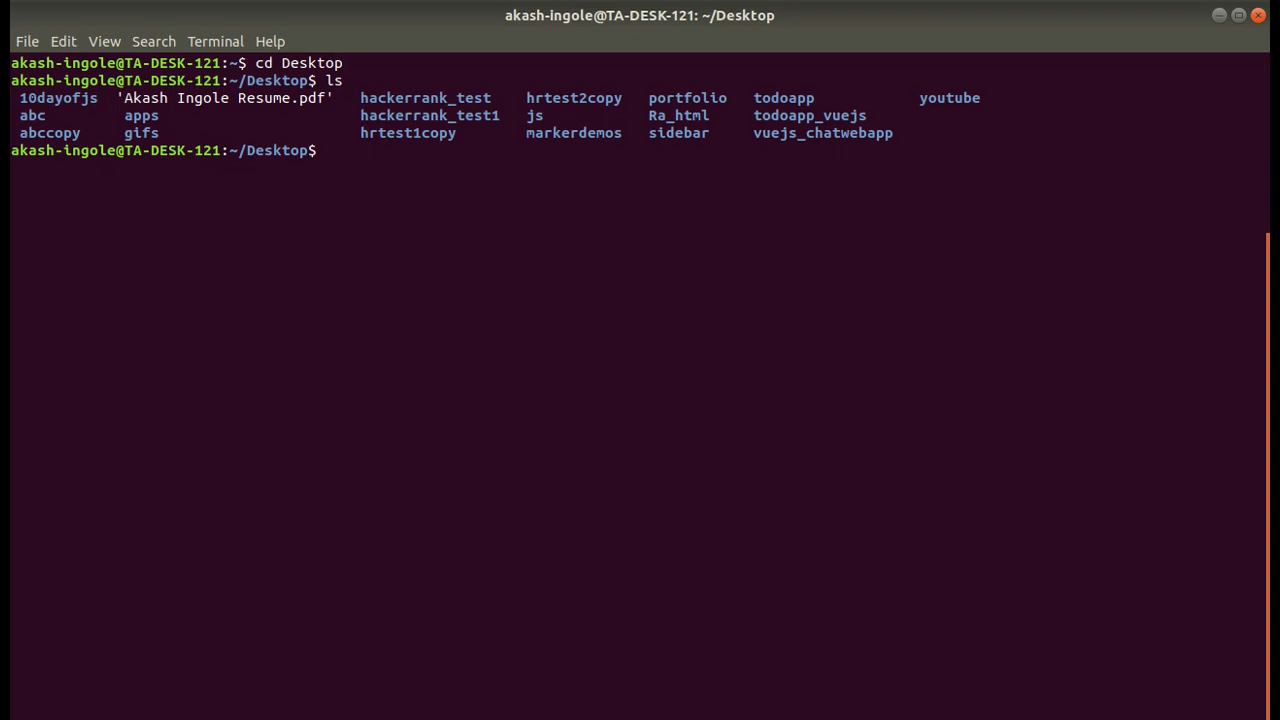 akash-ingole@TA-DESK-121: ~/Desktop
File Edit View Search Terminal Help
akash-ingole@TA-DESK-121:~$ cd Desktop
akash-ingole@TA-DESK-121:~/Desktop$ ls
10dayofjs 'Akash Ingole Resume.pdf' hackerrank_test hrtest2copy portfolio todoapp youtube
abc apps hackerrank_test1 js Ra_html todoapp_vuejs
abccopy gifs hrtest1copy markerdemos sidebar vuejs_chatwebapp
akash-ingole@TA-DESK-121:~/Desktop$